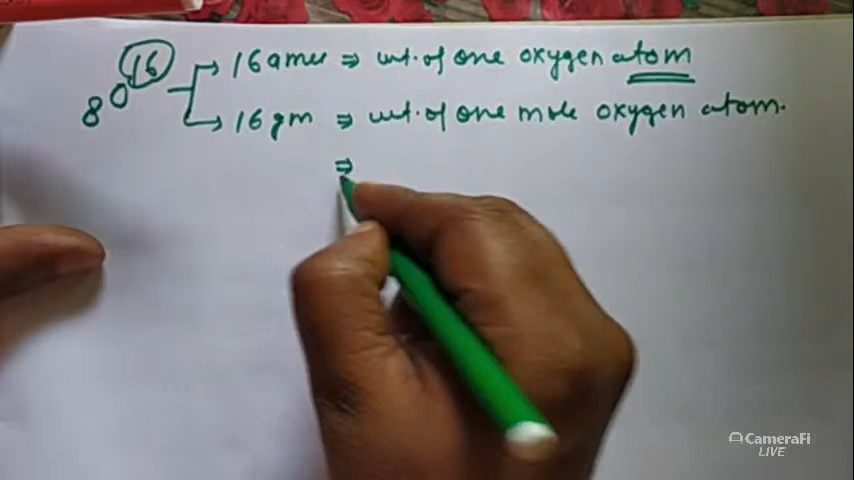 ₈O¹⁶ → 16 amu ⇒ wt. of one oxygen atom
→ 16 gm ⇒ wt. of one mole oxygen atom.
⇒
CameraFi
LIVE